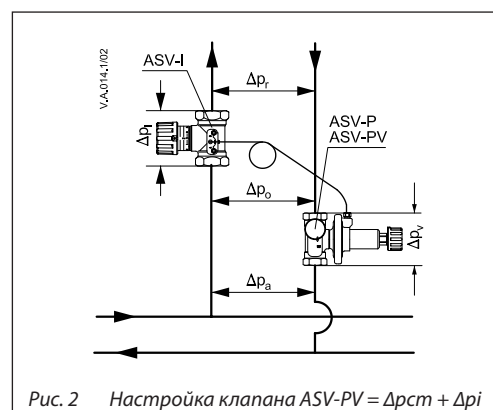 V.A.014.1/02
ASV-I
Δpᵣ
Δpᵢ
ASV-P
ASV-PV
Δpₒ
Δpᵥ
Δpₐ
Рис. 2 Настройка клапана ASV-PV = Δpcm + Δpi